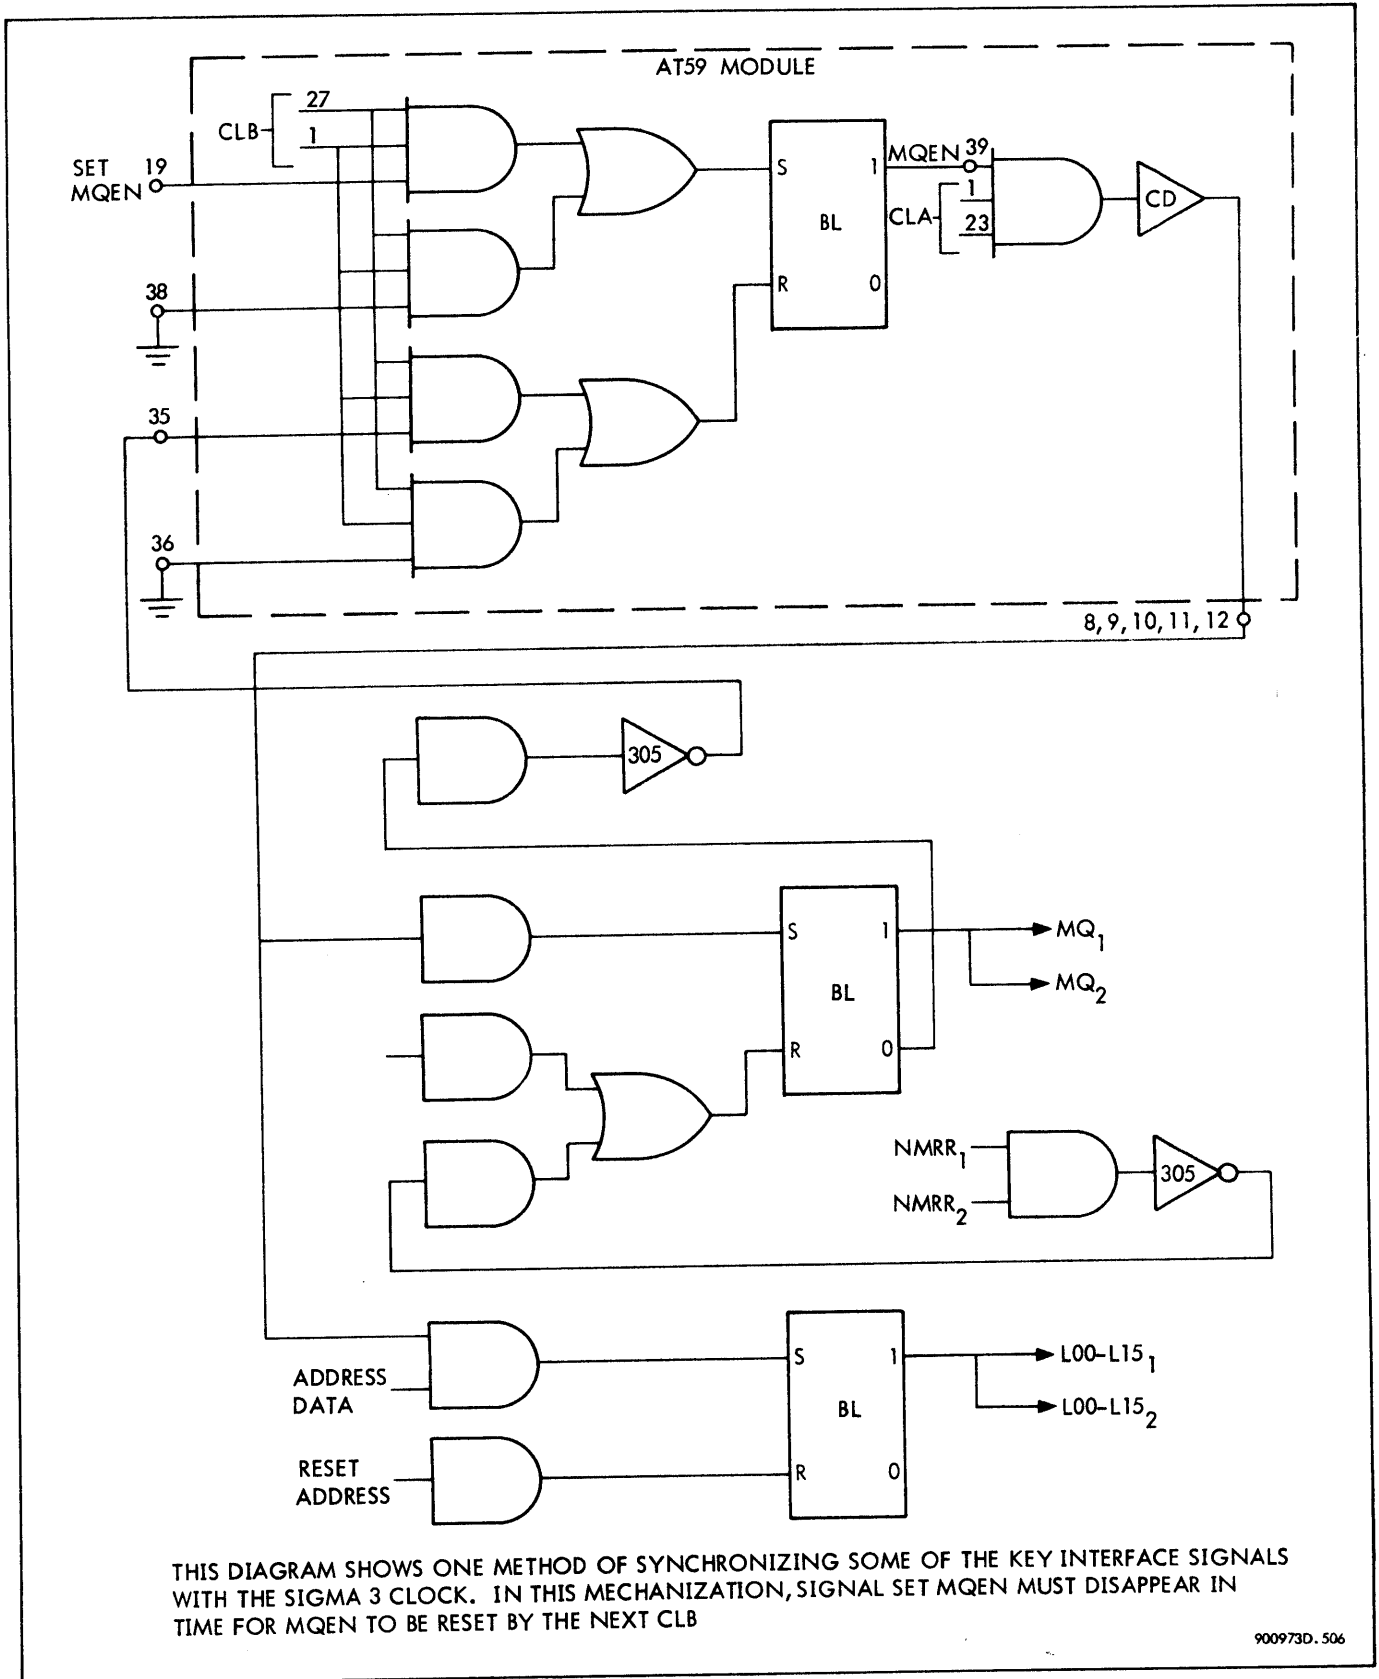 AT59 MODULE
27
CLB
1
SET
MQEN
19
38
35
36
S
1
BL
R
0
MQEN
39
CLA
1
23
CD
8, 9, 10, 11, 12
305
S
1
BL
R
0
MQ1
MQ2
NMRR1
NMRR2
305
ADDRESS
DATA
RESET
ADDRESS
S
1
BL
R
0
L00-L15 1
L00-L15 2
THIS DIAGRAM SHOWS ONE METHOD OF SYNCHRONIZING SOME OF THE KEY INTERFACE SIGNALS
WITH THE SIGMA 3 CLOCK. IN THIS MECHANIZATION, SIGNAL SET MQEN MUST DISAPPEAR IN
TIME FOR MQEN TO BE RESET BY THE NEXT CLB
900973D. 506